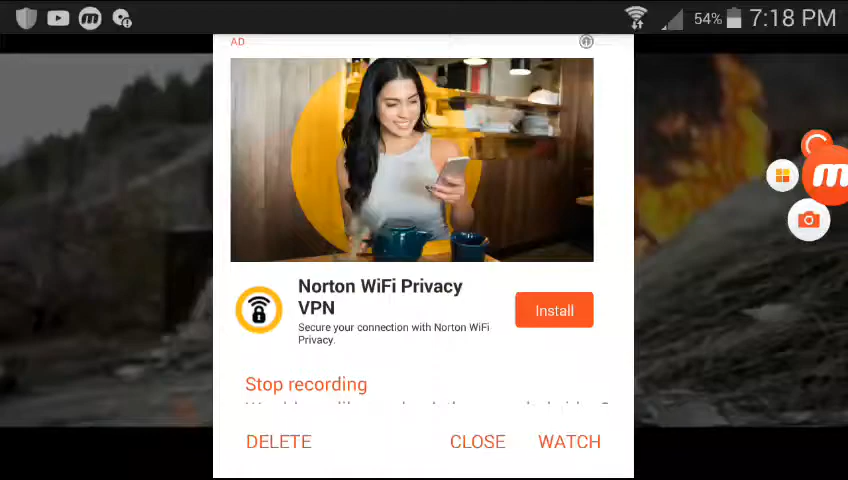 54% 7:18 PM
AD
Norton WiFi Privacy
VPN
Secure your connection with Norton WiFi
Privacy.
Install
Stop recording
DELETE CLOSE WATCH